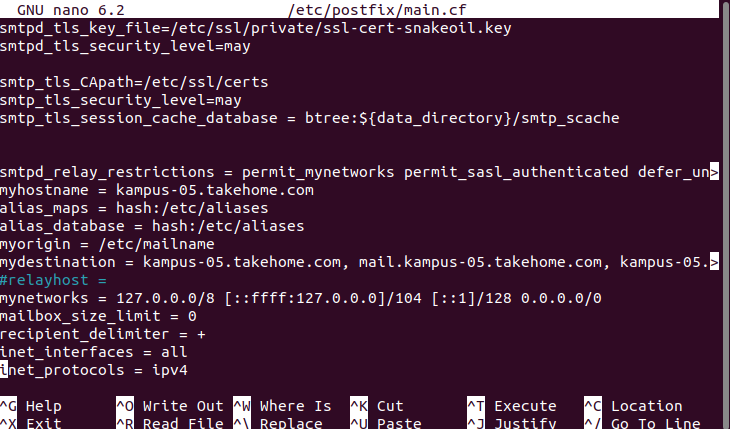 GNU nano 6.2 /etc/postfix/main.cf
smtpd_tls_key_file=/etc/ssl/private/ssl-cert-snakeoil.key
smtpd_tls_security_level=may
smtp_tls_CApath=/etc/ssl/certs
smtp_tls_security_level=may
smtp_tls_session_cache_database = btree:${data_directory}/smtp_scache
smtpd_relay_restrictions = permit_mynetworks permit_sasl_authenticated defer_un>
myhostname = kampus-05.takehome.com
alias_maps = hash:/etc/aliases
alias_database = hash:/etc/aliases
myorigin = /etc/mailname
mydestination = kampus-05.takehome.com, mail.kampus-05.takehome.com, kampus-05.>
#relayhost =
mynetworks = 127.0.0.0/8 [::ffff:127.0.0.0]/104 [::1]/128 0.0.0.0/0
mailbox_size_limit = 0
recipient_delimiter = +
inet_interfaces = all
inet_protocols = ipv4
^G Help ^O Write Out ^W Where Is ^K Cut ^T Execute ^C Location
^X Exit ^R Read File ^\ Replace ^U Paste ^J Justify ^/ Go To Line